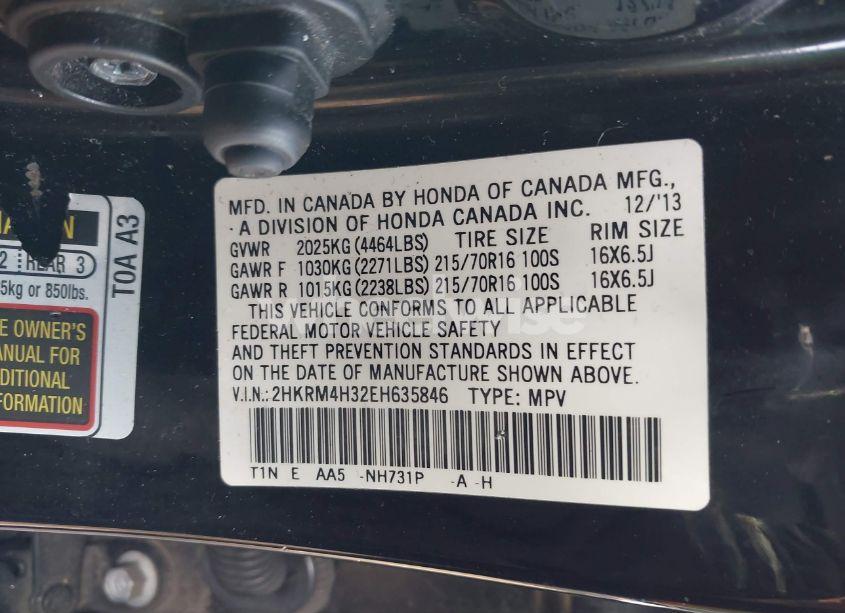 MFD. IN CANADA BY HONDA OF CANADA MFG.,
A DIVISION OF HONDA CANADA INC. 12/'13
GVWR 2025KG (4464LBS) TIRE SIZE RIM SIZE
GAWR F 1030KG (2271LBS) 215/70R16 100S 16X6.5J
GAWR R 1015KG (2238LBS) 215/70R16 100S 16X6.5J
THIS VEHICLE CONFORMS TO ALL APPLICABLE
FEDERAL MOTOR VEHICLE SAFETY
AND THEFT PREVENTION STANDARDS IN EFFECT
ON THE DATE OF MANUFACTURE SHOWN ABOVE.
V.I.N.: 2HKRM4H32EH635846 TYPE: MPV
T1N E AA5 -NH731P -A -H
T0A A3
2 REAR 3
5kg or 850lbs.
E OWNER'S
ANUAL FOR
DITIONAL
FORMATION